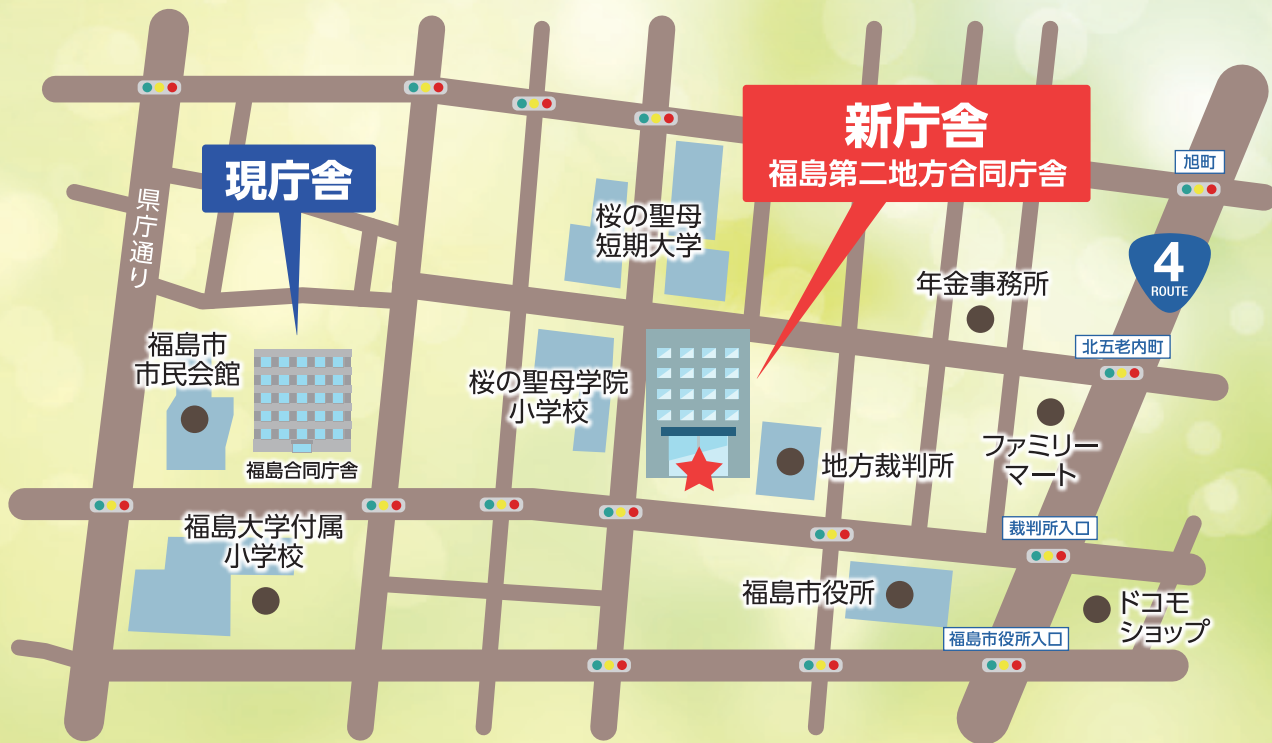 新庁舎
福島第二地方合同庁舎
現庁舎
旭町
県庁通り
桜の聖母
短期大学
4
ROUTE
年金事務所
福島市
市民会館
北五老内町
桜の聖母学院
小学校
福島合同庁舎
地方裁判所
ファミリー
マート
福島大学付属
小学校
裁判所入口
福島市役所
ドコモ
ショップ
福島市役所入口